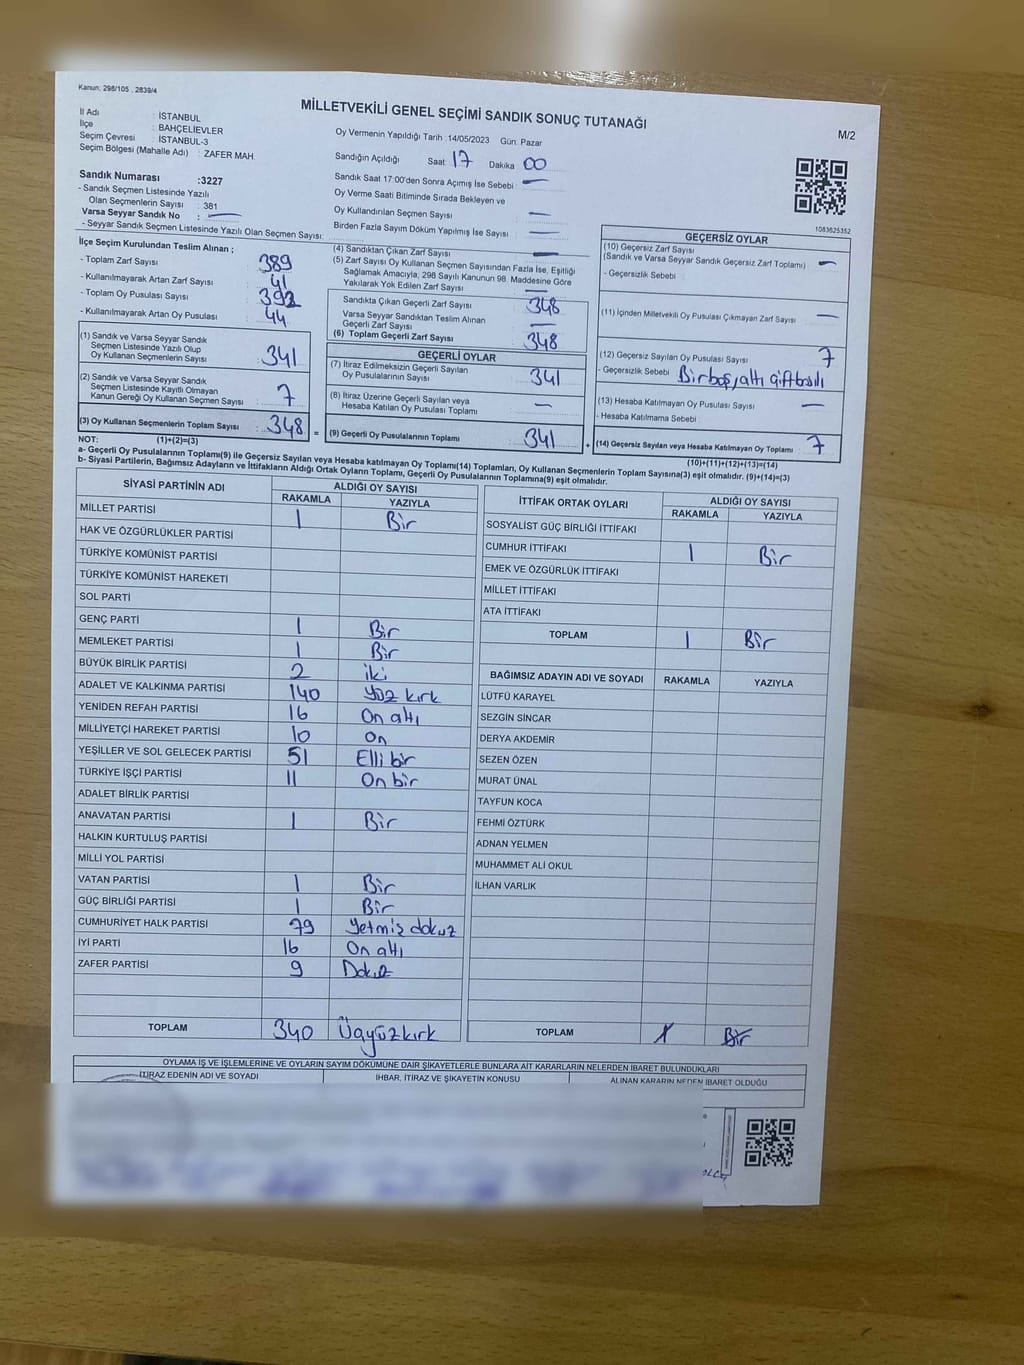 Kanun; 298/105 , 2839/4
MİLLETVEKİLİ GENEL SEÇİMİ SANDIK SONUÇ TUTANAĞI
M/2
İl Adı : İSTANBUL
İlçe : BAHÇELİEVLER
Seçim Çevresi : İSTANBUL-3
Seçim Bölgesi (Mahalle Adı) : ZAFER MAH.
Sandık Numarası :3227
- Sandık Seçmen Listesinde Yazılı
Olan Seçmenlerin Sayısı : 381
Varsa Seyyar Sandık No : —
- Seyyar Sandık Seçmen Listesinde Yazılı Olan Seçmen Sayısı:
Oy Vermenin Yapıldığı Tarih :14/05/2023 Gün: Pazar
Sandığın Açıldığı Saat 17 Dakika 00
Sandık Saat 17:00'den Sonra Açılmış İse Sebebi —
Oy Verme Saati Bitiminde Sırada Bekleyen ve
Oy Kullandırılan Seçmen Sayısı —
Birden Fazla Sayım Döküm Yapılmış İse Sayısı —
1083625352
İlçe Seçim Kurulundan Teslim Alınan ;
- Toplam Zarf Sayısı : 389
- Kullanılmayarak Artan Zarf Sayısı : 41
- Toplam Oy Pusulası Sayısı : 392
- Kullanılmayarak Artan Oy Pusulası : 44
(1) Sandık ve Varsa Seyyar Sandık
Seçmen Listesinde Yazılı Olup
Oy Kullanan Seçmenlerin Sayısı : 341
(2) Sandık ve Varsa Seyyar Sandık
Seçmen Listesinde Kayıtlı Olmayan
Kanun Gereği Oy Kullanan Seçmen Sayısı : 7
(3) Oy Kullanan Seçmenlerin Toplam Sayısı : 348
(4) Sandıktan Çıkan Zarf Sayısı —
(5) Zarf Sayısı Oy Kullanan Seçmen Sayısından Fazla İse, Eşitliği
Sağlamak Amacıyla; 298 Sayılı Kanunun 98. Maddesine Göre
Yakılarak Yok Edilen Zarf Sayısı —
Sandıkta Çıkan Geçerli Zarf Sayısı 348
Varsa Seyyar Sandıktan Teslim Alınan
Geçerli Zarf Sayısı —
(6) Toplam Geçerli Zarf Sayısı 348
GEÇERLİ OYLAR
(7) İtiraz Edilmeksizin Geçerli Sayılan
Oy Pusulalarının Sayısı : 341
(8) İtiraz Üzerine Geçerli Sayılan veya
Hesaba Katılan Oy Pusulası Toplamı : —
= (9) Geçerli Oy Pusulalarının Toplamı : 341
GEÇERSİZ OYLAR
(10) Geçersiz Zarf Sayısı
(Sandık ve Varsa Seyyar Sandık Geçersiz Zarf Toplamı) : —
- Geçersizlik Sebebi :
(11) İçinden Milletvekili Oy Pusulası Çıkmayan Zarf Sayısı : —
(12) Geçersiz Sayılan Oy Pusulası Sayısı : 7
- Geçersizlik Sebebi : Bir boş, altı çift basılı
(13) Hesaba Katılmayan Oy Pusulası Sayısı : —
- Hesaba Katılmama Sebebi :
+ (14) Geçersiz Sayılan veya Hesaba Katılmayan Oy Toplamı : 7
NOT: (1)+(2)=(3)
(10)+(11)+(12)+(13)=(14)
a- Geçerli Oy Pusulalarının Toplamı(9) ile Geçersiz Sayılan veya Hesaba katılmayan Oy Toplamı(14) Toplamları, Oy Kullanan Seçmenlerin Toplam Sayısına(3) eşit olmalıdır. (9)+(14)=(3)
b- Siyasi Partilerin, Bağımsız Adayların ve İttifakların Aldığı Ortak Oyların Toplamı, Geçerli Oy Pusulalarının Toplamına(9) eşit olmalıdır.
SİYASİ PARTİNİN ADI ALDIĞI OY SAYISI
RAKAMLA YAZIYLA
MİLLET PARTİSİ 1 Bir
HAK VE ÖZGÜRLÜKLER PARTİSİ
TÜRKİYE KOMÜNİST PARTİSİ
TÜRKİYE KOMÜNİST HAREKETİ
SOL PARTİ
GENÇ PARTİ 1 Bir
MEMLEKET PARTİSİ 1 Bir
BÜYÜK BİRLİK PARTİSİ 2 iki
ADALET VE KALKINMA PARTİSİ 140 Yüz kırk
YENİDEN REFAH PARTİSİ 16 On altı
MİLLİYETÇİ HAREKET PARTİSİ 10 On
YEŞİLLER VE SOL GELECEK PARTİSİ 51 Elli bir
TÜRKİYE İŞÇİ PARTİSİ 11 On bir
ADALET BİRLİK PARTİSİ
ANAVATAN PARTİSİ 1 Bir
HALKIN KURTULUŞ PARTİSİ
MİLLİ YOL PARTİSİ
VATAN PARTİSİ 1 Bir
GÜÇ BİRLİĞİ PARTİSİ 1 Bir
CUMHURİYET HALK PARTİSİ 79 Yetmiş dokuz
İYİ PARTİ 16 On altı
ZAFER PARTİSİ 9 Dokuz
TOPLAM 340 Üçyüz kırk
İTTİFAK ORTAK OYLARI ALDIĞI OY SAYISI
RAKAMLA YAZIYLA
SOSYALİST GÜÇ BİRLİĞİ İTTİFAKI
CUMHUR İTTİFAKI 1 Bir
EMEK VE ÖZGÜRLÜK İTTİFAKI
MİLLET İTTİFAKI
ATA İTTİFAKI
TOPLAM 1 Bir
BAĞIMSIZ ADAYIN ADI VE SOYADI RAKAMLA YAZIYLA
LÜTFÜ KARAYEL
SEZGİN SİNCAR
DERYA AKDEMİR
SEZEN ÖZEN
MURAT ÜNAL
TAYFUN KOCA
FEHMİ ÖZTÜRK
ADNAN YELMEN
MUHAMMET ALİ OKUL
İLHAN VARLIK
TOPLAM 1 Bir
OYLAMA İŞ VE İŞLEMLERİNE VE OYLARIN SAYIM DÖKÜMÜNE DAİR ŞİKAYETLERLE BUNLARA AİT KARARLARIN NELERDEN İBARET BULUNDUKLARI
İTİRAZ EDENİN ADI VE SOYADI İHBAR, İTİRAZ VE ŞİKAYETİN KONUSU ALINAN KARARIN NEDEN İBARET OLDUĞU